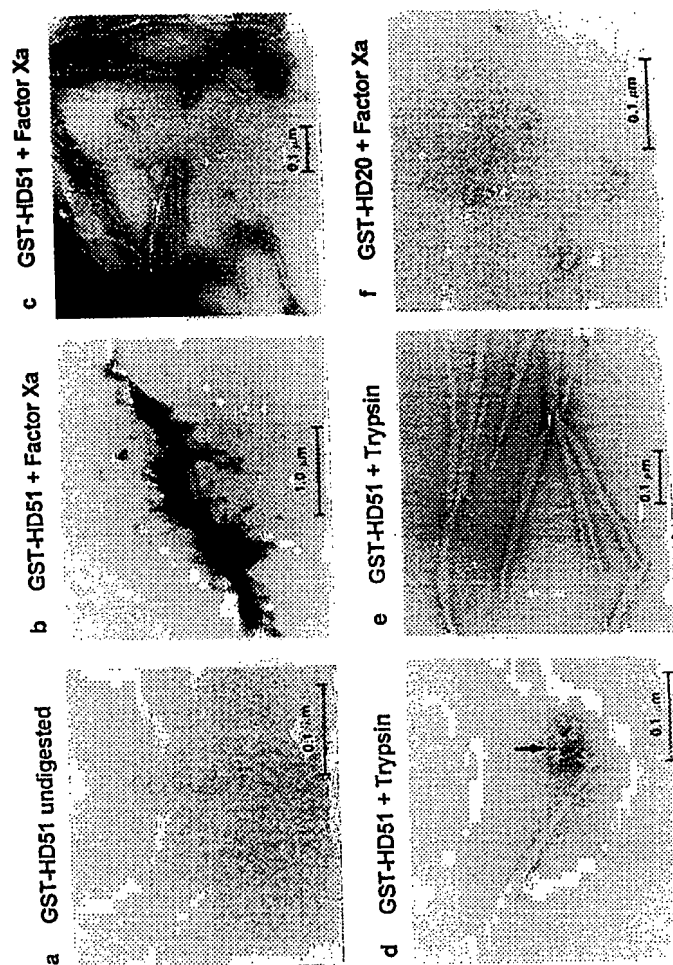 a GST-HD51 undigested
0.1 µm
b GST-HD51 + Factor Xa
1.0 µm
c GST-HD51 + Factor Xa
0.1 µm
d GST-HD51 + Trypsin
0.1 µm
e GST-HD51 + Trypsin
0.1 µm
f GST-HD20 + Factor Xa
0.1 µm